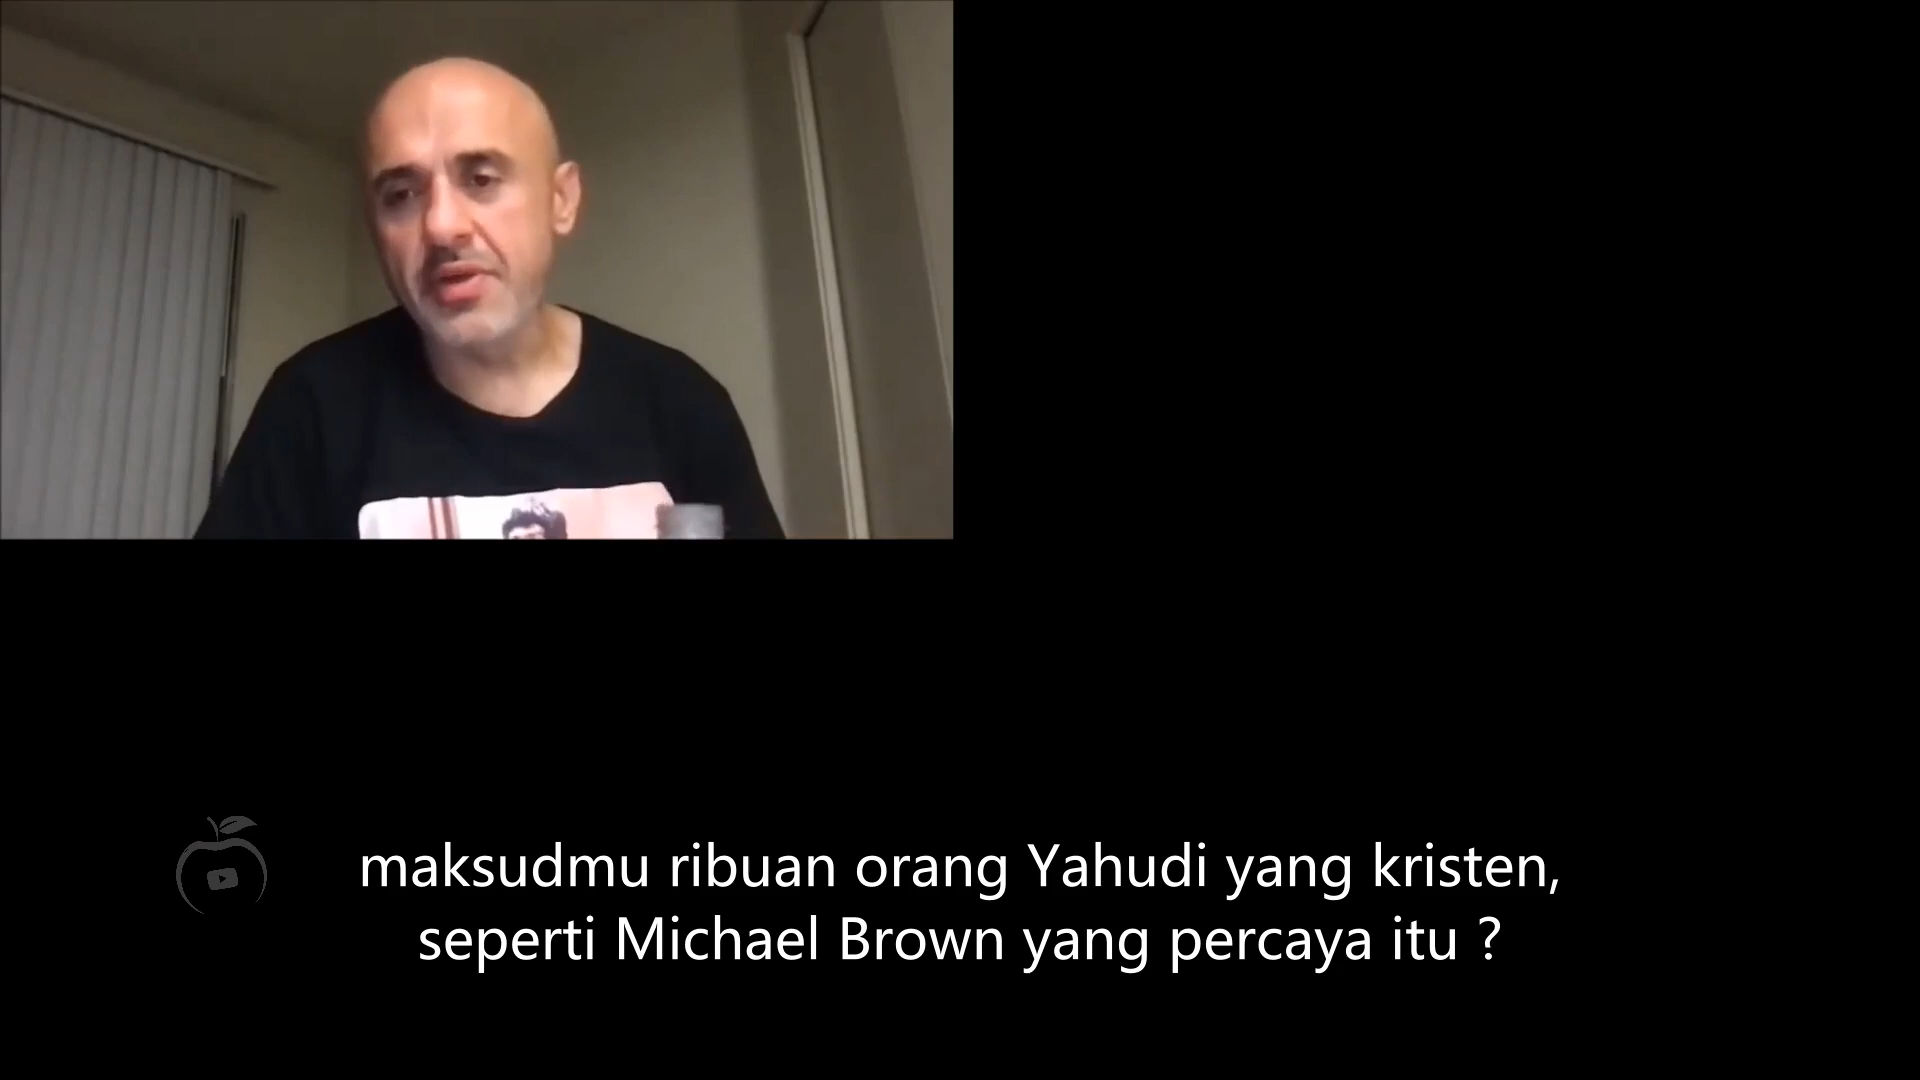 maksudmu ribuan orang Yahudi yang kristen,
seperti Michael Brown yang percaya itu ?